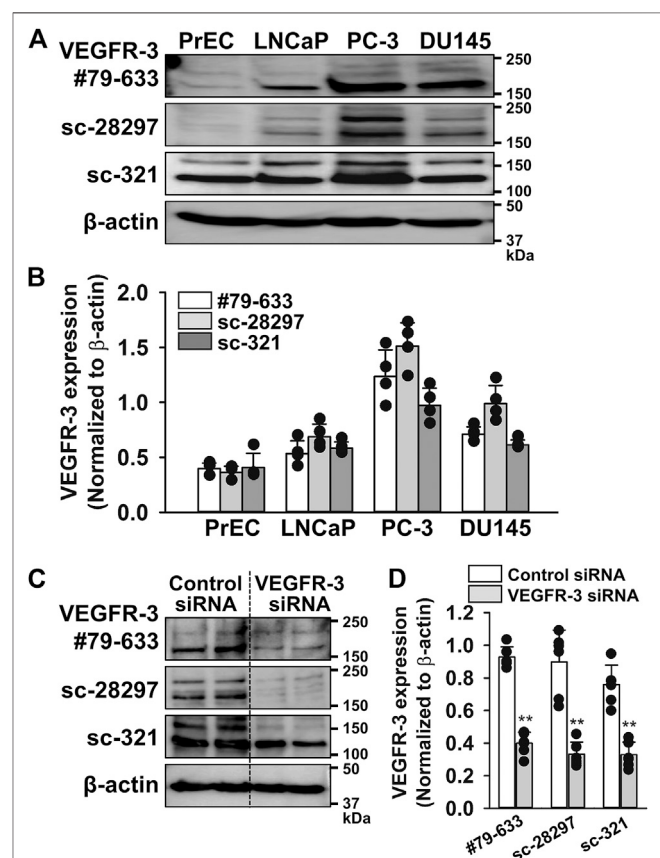 A
PrEC LNCaP PC-3 DU145
VEGFR-3
#79-633
250
150
sc-28297
250
150
sc-321
150
100
β-actin
50
37
kDa
B
VEGFR-3 expression
(Normalized to β-actin)
2.0
1.5
1.0
0.5
0.0
#79-633
sc-28297
sc-321
PrEC LNCaP PC-3 DU145
C
Control siRNA
VEGFR-3 siRNA
VEGFR-3
#79-633
250
150
sc-28297
250
150
sc-321
150
100
β-actin
50
37
kDa
D
Control siRNA
VEGFR-3 siRNA
VEGFR-3 expression
(Normalized to β-actin)
1.2
1.0
0.8
0.6
0.4
0.2
0.0
** ** **
#79-633 sc-28297 sc-321